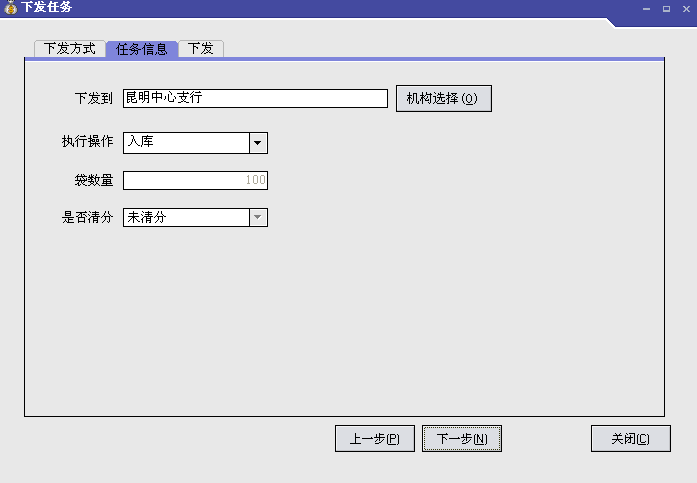 下发任务
下发方式 任务信息 下发
下发到 昆明中心支行 机构选择(O)
执行操作 入库
袋数量 100
是否清分 未清分
上一步(P) 下一步(N) 关闭(C)